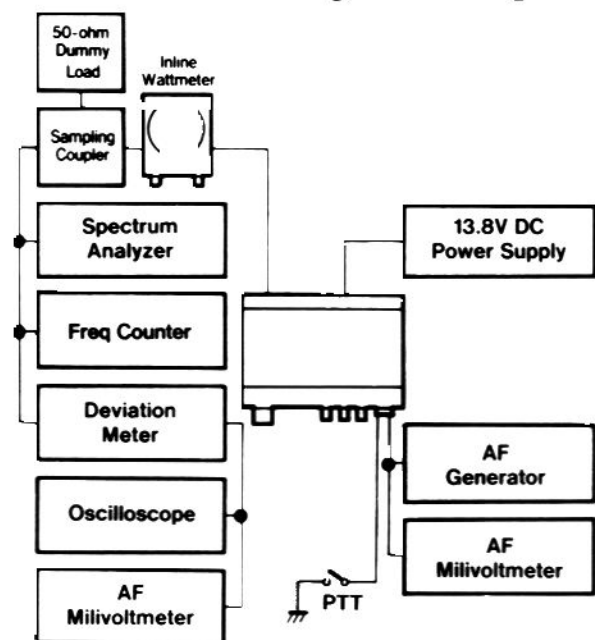 50-ohm
Dummy
Load
Inline
Wattmeter
Sampling
Coupler
Spectrum
Analyzer
13.8V DC
Power Supply
Freq Counter
Deviation
Meter
AF
Generator
Oscilloscope
AF
Milivoltmeter
PTT
AF
Milivoltmeter